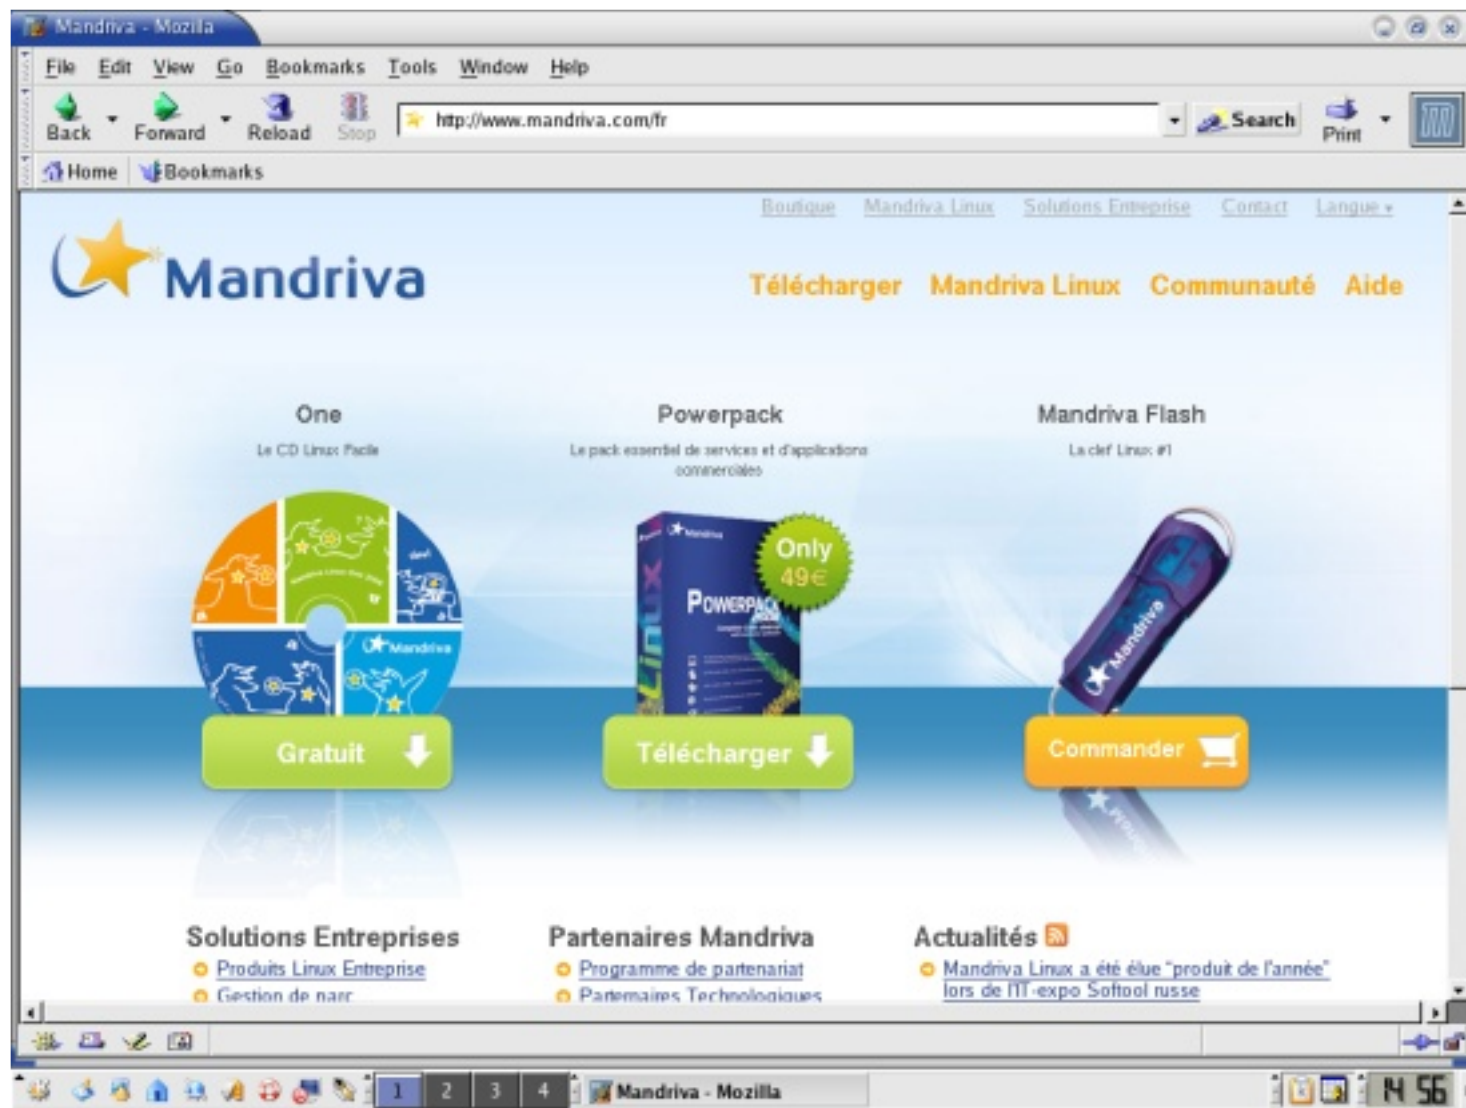 Mandriva - Mozilla
File Edit View Go Bookmarks Tools Window Help
Back Forward Reload Stop http://www.mandriva.com/fr Search Print
Home Bookmarks
Boutique Mandriva Linux Solutions Entreprise Contact Langue
Mandriva
Télécharger Mandriva Linux Communauté Aide
One
Le CD Linux Facile
Powerpack
Le pack essentiel de services et d'applications
commerciales
Mandriva Flash
La clef Linux #1
Mandriva
Mandriva
Linux
POWERPACK
Only
49€
Mandriva
Gratuit
Télécharger
Commander
Solutions Entreprises
Produits Linux Entreprise
Gestion de parc
Partenaires Mandriva
Programme de partenariat
Partenaires Technologiques
Actualités
Mandriva Linux a été élue "produit de l'année"
lors de l'IT-expo Softool russe
1 2 3 4 Mandriva - Mozilla 14 56